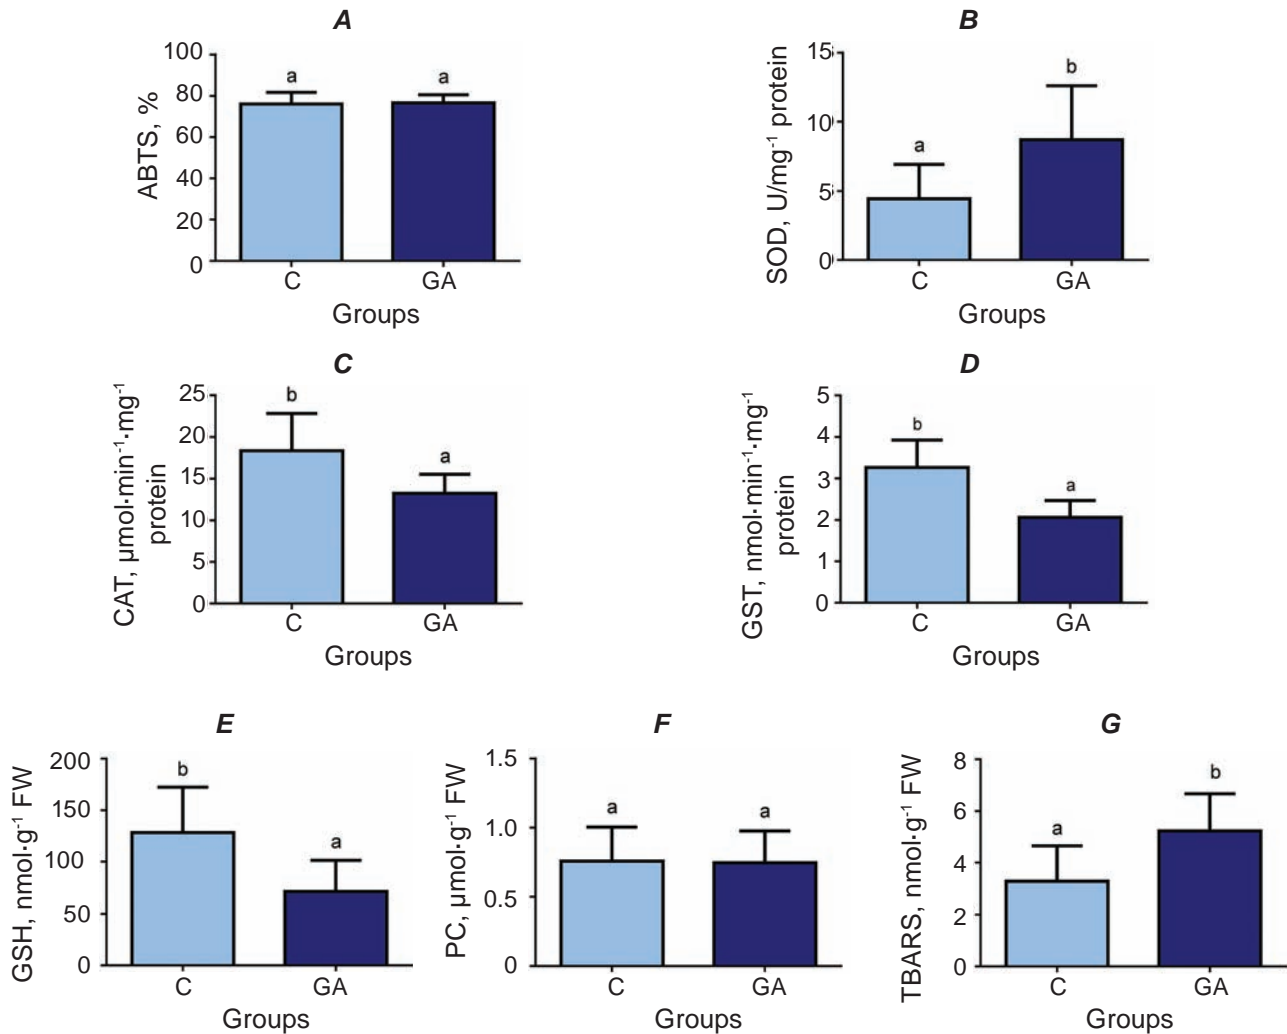 A
ABTS, %
100
80
60
40
20
0
a
a
C
GA
Groups
B
SOD, U/mg⁻¹ protein
15
10
5
0
a
b
C
GA
Groups
C
CAT, µmol·min⁻¹·mg⁻¹
protein
25
20
15
10
5
0
b
a
C
GA
Groups
D
GST, nmol·min⁻¹·mg⁻¹
protein
5
4
3
2
1
0
b
a
C
GA
Groups
E
GSH, nmol·g⁻¹ FW
200
150
100
50
0
b
a
C
GA
Groups
F
PC, µmol·g⁻¹ FW
1.5
1.0
0.5
0
a
a
C
GA
Groups
G
TBARS, nmol·g⁻¹ FW
8
6
4
2
0
a
b
C
GA
Groups